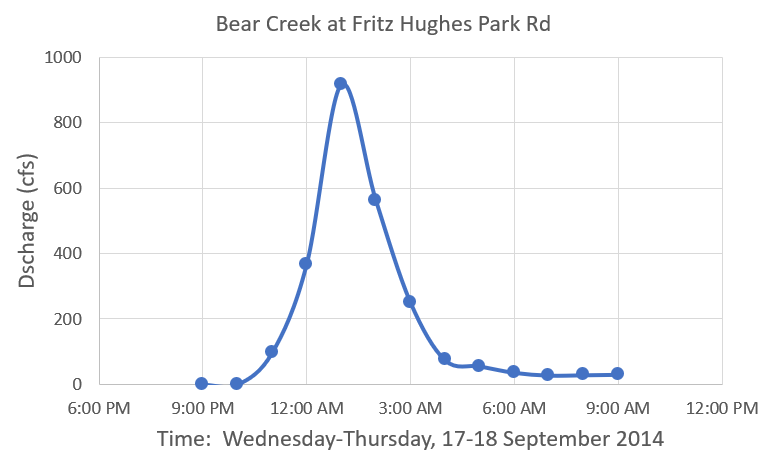 Bear Creek at Fritz Hughes Park Rd
1000
800
600
400
200
0
Dscharge (cfs)
6:00 PM 9:00 PM 12:00 AM 3:00 AM 6:00 AM 9:00 AM 12:00 PM
Time: Wednesday-Thursday, 17-18 September 2014